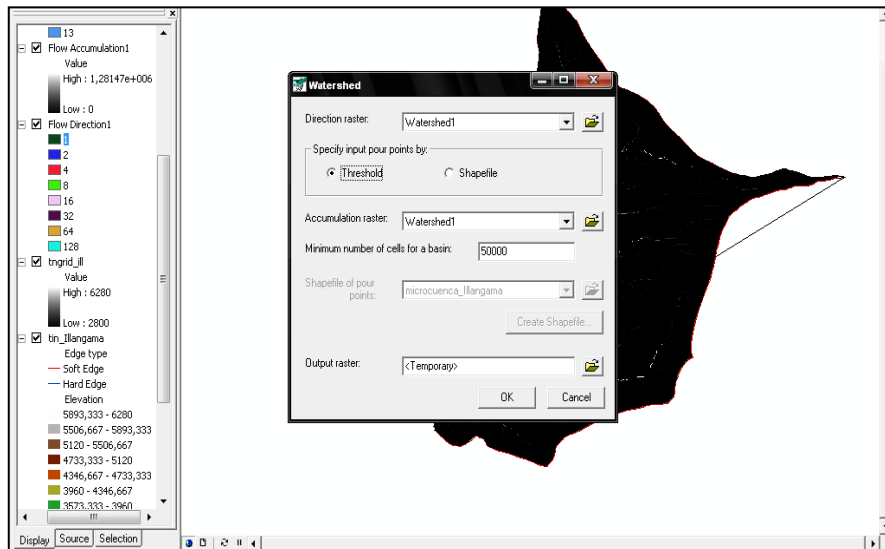 13
Flow Accumulation1
Value
High : 1,28147e+006
Low : 0
Flow Direction1
1
2
4
8
16
32
64
128
tngrid_ill
Value
High : 6280
Low : 2800
tin_Illangama
Edge type
Soft Edge
Hard Edge
Elevation
5893,333 - 6280
5506,667 - 5893,333
5120 - 5506,667
4733,333 - 5120
4346,667 - 4733,333
3960 - 4346,667
3573,333 - 3960
Display Source Selection
Watershed
Direction raster: Watershed1
Specify input pour points by:
Threshold Shapefile
Accumulation raster: Watershed1
Minimum number of cells for a basin: 50000
Shapefile of pour
points: microcuenca_Illangama
Create Shapefile...
Output raster: <Temporary>
OK Cancel